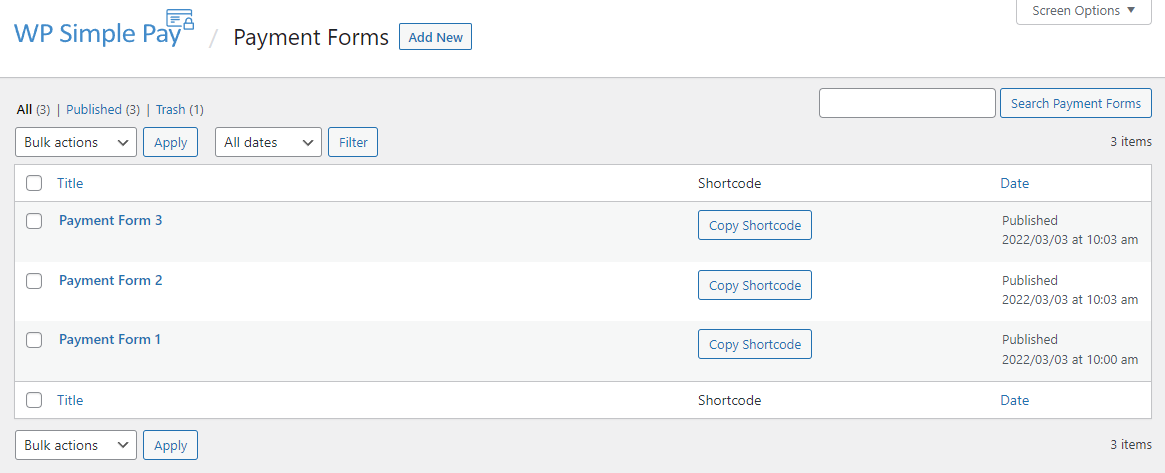 Screen Options ▼
WP Simple Pay / Payment Forms Add New
All (3) | Published (3) | Trash (1)
Search Payment Forms
Bulk actions Apply All dates Filter 3 items
Title Shortcode Date
Payment Form 3 Copy Shortcode Published
2022/03/03 at 10:03 am
Payment Form 2 Copy Shortcode Published
2022/03/03 at 10:03 am
Payment Form 1 Copy Shortcode Published
2022/03/03 at 10:00 am
Title Shortcode Date
Bulk actions Apply 3 items